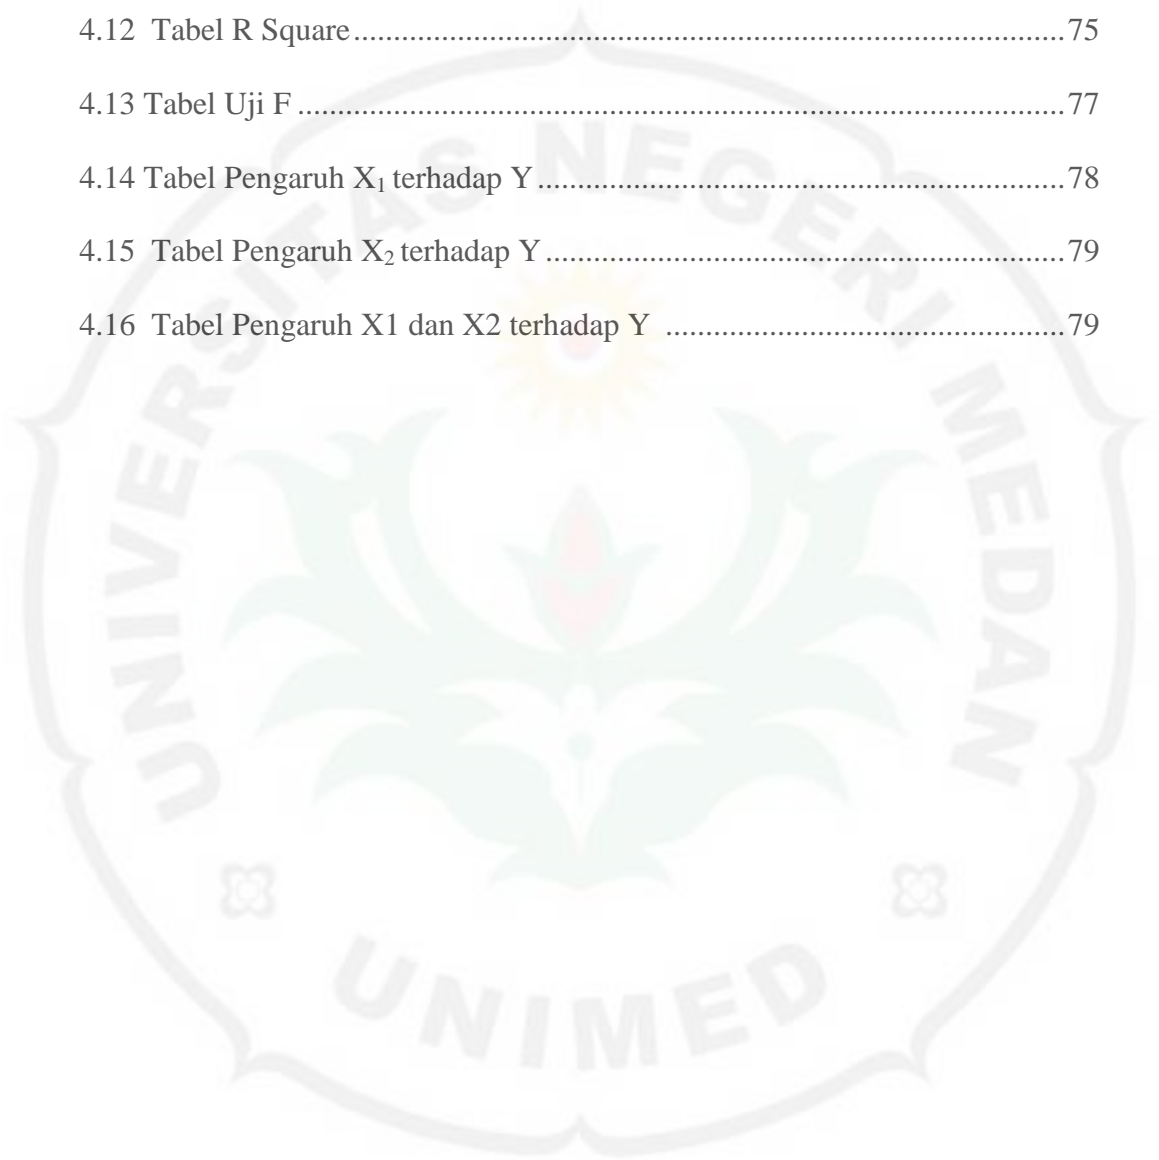 4.12 Tabel R Square........................................................................................75
4.13 Tabel Uji F...............................................................................................77
4.14 Tabel Pengaruh X₁ terhadap Y.................................................................78
4.15 Tabel Pengaruh X₂ terhadap Y................................................................79
4.16 Tabel Pengaruh X1 dan X2 terhadap Y .................................................79
UNIVERSITAS NEGERI MEDAN
UNIMED